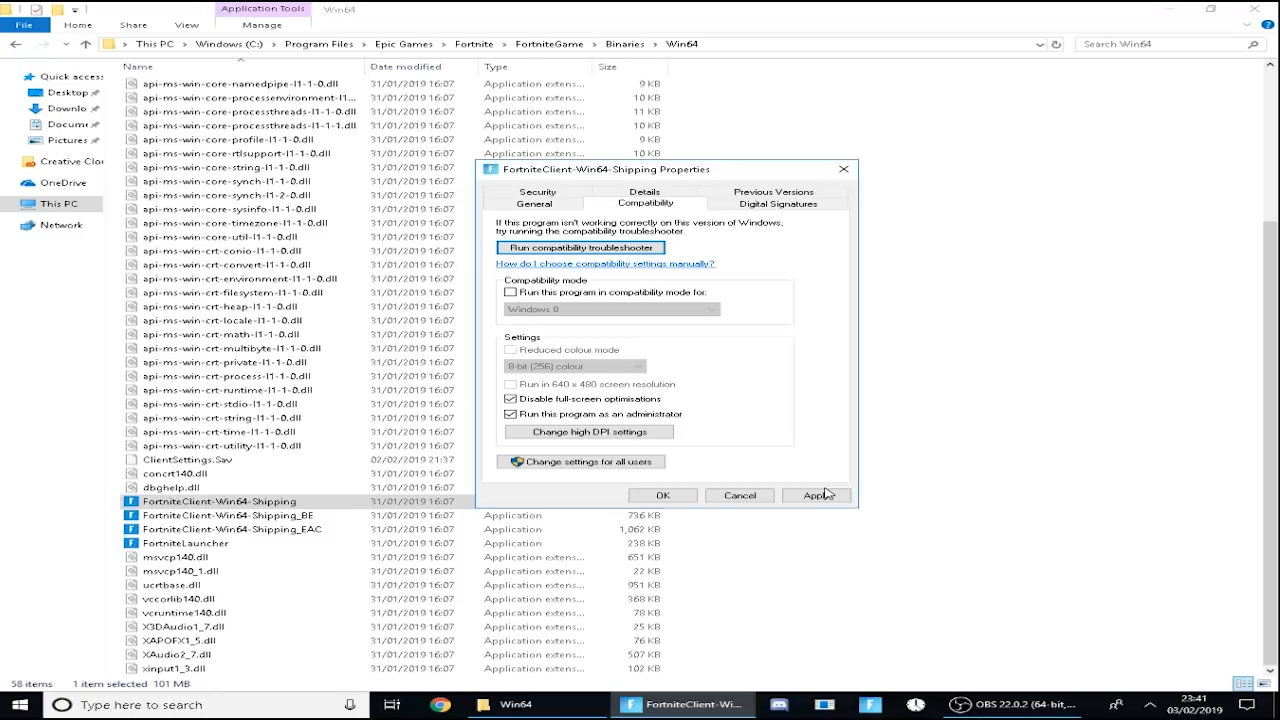 Application Tools
Win64
File
Home
Share
View
Manage
This PC
Windows (C:)
Program Files
Epic Games
Fortnite
FortniteGame
Binaries
Win64
Search Win64
Name
Date modified
Type
Size
Quick access
Desktop
Downlo
Docum
Pictures
Creative Clo
OneDrive
This PC
Network
api-ms-win-core-namedpipe-l1-1-0.dll 31/01/2019 16:07 Application extens... 9 KB
api-ms-win-core-processenvironment-l1... 31/01/2019 16:07 Application extens... 10 KB
api-ms-win-core-processthreads-l1-1-0.dll 31/01/2019 16:07 Application extens... 11 KB
api-ms-win-core-processthreads-l1-1-1.dll 31/01/2019 16:07 Application extens... 10 KB
api-ms-win-core-profile-l1-1-0.dll 31/01/2019 16:07 Application extens... 9 KB
api-ms-win-core-rtlsupport-l1-1-0.dll 31/01/2019 16:07 Application extens... 10 KB
api-ms-win-core-string-l1-1-0.dll 31/01/2019 16:07
api-ms-win-core-synch-l1-1-0.dll 31/01/2019 16:07
api-ms-win-core-synch-l1-2-0.dll 31/01/2019 16:07
api-ms-win-core-sysinfo-l1-1-0.dll 31/01/2019 16:07
api-ms-win-core-timezone-l1-1-0.dll 31/01/2019 16:07
api-ms-win-core-util-l1-1-0.dll 31/01/2019 16:07
api-ms-win-crt-conio-l1-1-0.dll 31/01/2019 16:07
api-ms-win-crt-convert-l1-1-0.dll 31/01/2019 16:07
api-ms-win-crt-environment-l1-1-0.dll 31/01/2019 16:07
api-ms-win-crt-filesystem-l1-1-0.dll 31/01/2019 16:07
api-ms-win-crt-heap-l1-1-0.dll 31/01/2019 16:07
api-ms-win-crt-locale-l1-1-0.dll 31/01/2019 16:07
api-ms-win-crt-math-l1-1-0.dll 31/01/2019 16:07
api-ms-win-crt-multibyte-l1-1-0.dll 31/01/2019 16:07
api-ms-win-crt-private-l1-1-0.dll 31/01/2019 16:07
api-ms-win-crt-process-l1-1-0.dll 31/01/2019 16:07
api-ms-win-crt-runtime-l1-1-0.dll 31/01/2019 16:07
api-ms-win-crt-stdio-l1-1-0.dll 31/01/2019 16:07
api-ms-win-crt-string-l1-1-0.dll 31/01/2019 16:07
api-ms-win-crt-time-l1-1-0.dll 31/01/2019 16:07
api-ms-win-crt-utility-l1-1-0.dll 31/01/2019 16:07
ClientSettings.Sav 02/02/2019 21:37
concrt140.dll 31/01/2019 16:07
dbghelp.dll 31/01/2019 16:07
FortniteClient-Win64-Shipping 31/01/2019 16:07
FortniteClient-Win64-Shipping_BE 31/01/2019 16:07 Application 736 KB
FortniteClient-Win64-Shipping_EAC 31/01/2019 16:07 Application 1,062 KB
FortniteLauncher 31/01/2019 16:07 Application 238 KB
msvcp140.dll 31/01/2019 16:07 Application extens... 651 KB
msvcp140_1.dll 31/01/2019 16:07 Application extens... 22 KB
ucrtbase.dll 31/01/2019 16:07 Application extens... 951 KB
vccorlib140.dll 31/01/2019 16:07 Application extens... 368 KB
vcruntime140.dll 31/01/2019 16:07 Application extens... 78 KB
X3DAudio1_7.dll 31/01/2019 16:07 Application extens... 25 KB
XAPOFX1_5.dll 31/01/2019 16:07 Application extens... 76 KB
XAudio2_7.dll 31/01/2019 16:07 Application extens... 507 KB
xinput1_3.dll 31/01/2019 16:07 Application extens... 102 KB
FortniteClient-Win64-Shipping Properties
Security
Details
Previous Versions
General
Compatibility
Digital Signatures
If this program isn't working correctly on this version of Windows,
try running the compatibility troubleshooter.
Run compatibility troubleshooter
How do I choose compatibility settings manually?
Compatibility mode
Run this program in compatibility mode for:
Windows 8
Settings
Reduced colour mode
8-bit (256) colour
Run in 640 x 480 screen resolution
Disable full-screen optimisations
Run this program as an administrator
Change high DPI settings
Change settings for all users
OK
Cancel
Apply
58 items
1 item selected 101 MB
Type here to search
Win64
FortniteClient-Wi...
OBS 22.0.2 (64-bit,...
23:41
03/02/2019